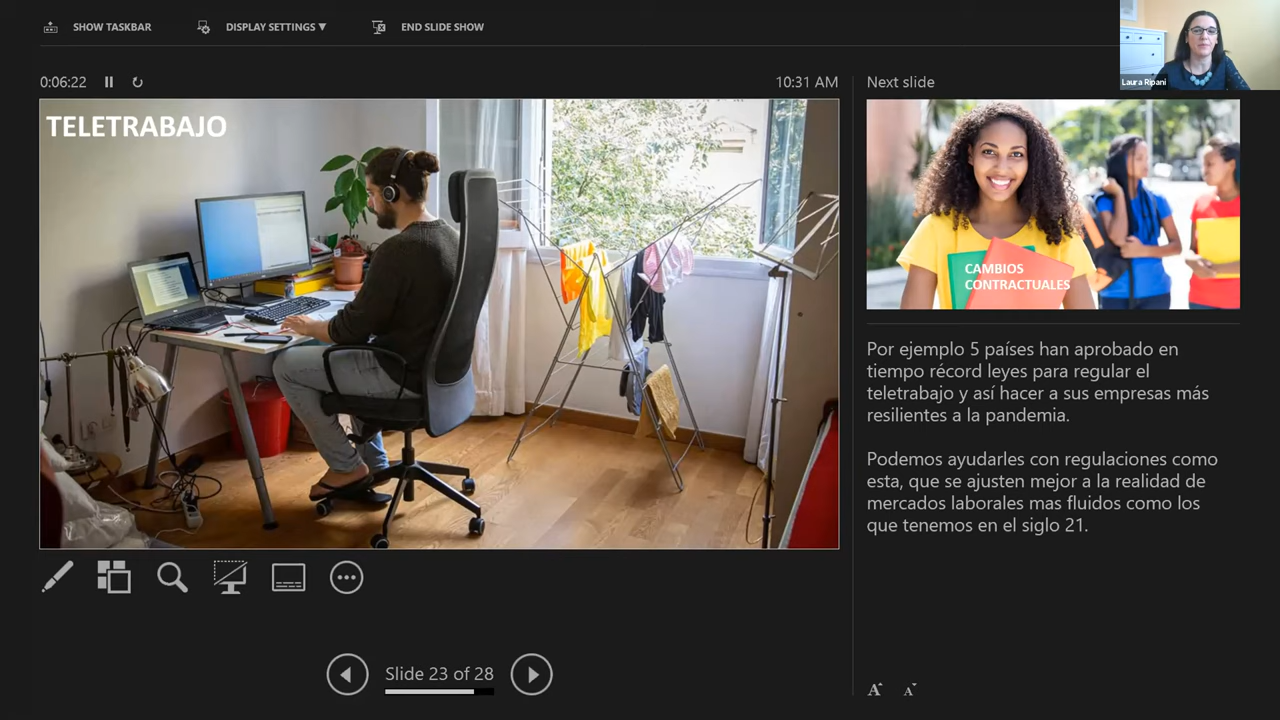 SHOW TASKBAR
DISPLAY SETTINGS ▼
END SLIDE SHOW
Laura Ripani
0:06:22
10:31 AM
Next slide
TELETRABAJO
CAMBIOS
CONTRACTUALES
Por ejemplo 5 países han aprobado en
tiempo récord leyes para regular el
teletrabajo y así hacer a sus empresas más
resilientes a la pandemia.
Podemos ayudarles con regulaciones como
esta, que se ajusten mejor a la realidad de
mercados laborales mas fluidos como los
que tenemos en el siglo 21.
Slide 23 of 28
A A